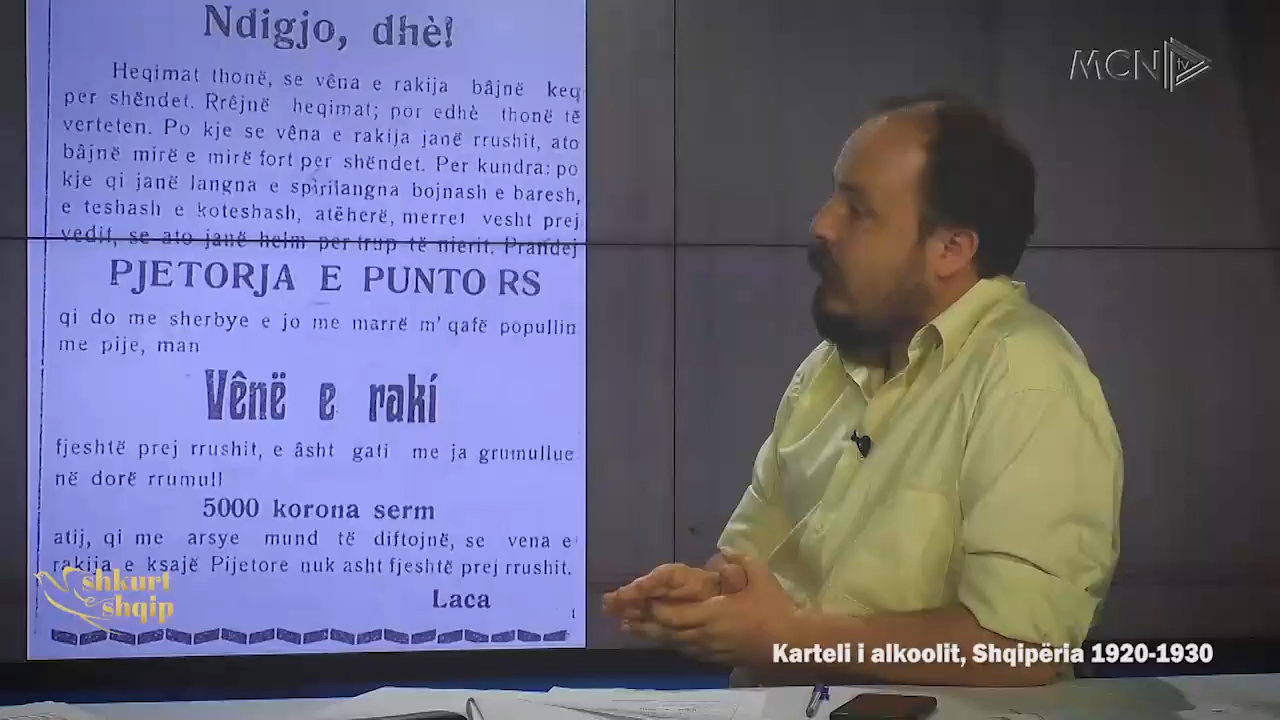 Ndigjo, dhè!
Heqimat thonë, se vêna e rakija bâjnë keq
per shëndet. Rrêjnë heqimat; por edhè thonë të
verteten. Po kje se vêna e rakija janë rrushit, ato
bâjnë mirë e mirë fort per shëndet. Per kundra: po
kje qi janë langna e spirilangna bojnash e baresh,
e teshash e koteshash, atëherë, merret vesht prej
vedit, se ato janë helm per trup të nierit. Prandej
PJETORJA E PUNTORS
qi do me sherbye e jo me marrë m' qafë popullin
me pije, man
Vênë e rakí
fjeshtë prej rrushit, e âsht gati me ja grumullue
në dorë rrumull
5000 korona serm
atij, qi me arsye mund të diftojnë, se vena e
rakija e ksajë Pijetore nuk asht fjeshtë prej rrushit.
Laca
MCN tv
shkurt
e
shqip
Karteli i alkoolit, Shqipëria 1920-1930